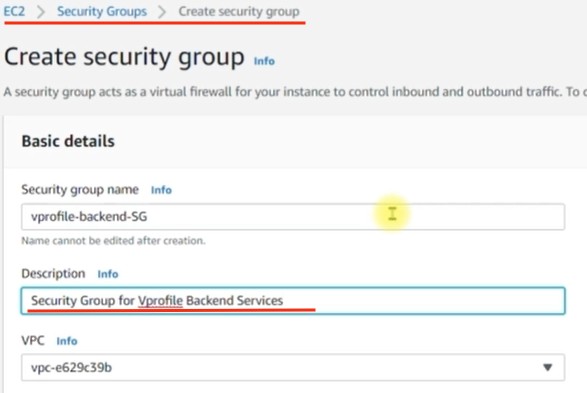 EC2 > Security Groups > Create security group
Create security group Info
A security group acts as a virtual firewall for your instance to control inbound and outbound traffic. To
Basic details
Security group name Info
vprofile-backend-SG
Name cannot be edited after creation.
Description Info
Security Group for Vprofile Backend Services
VPC Info
vpc-e629c39b